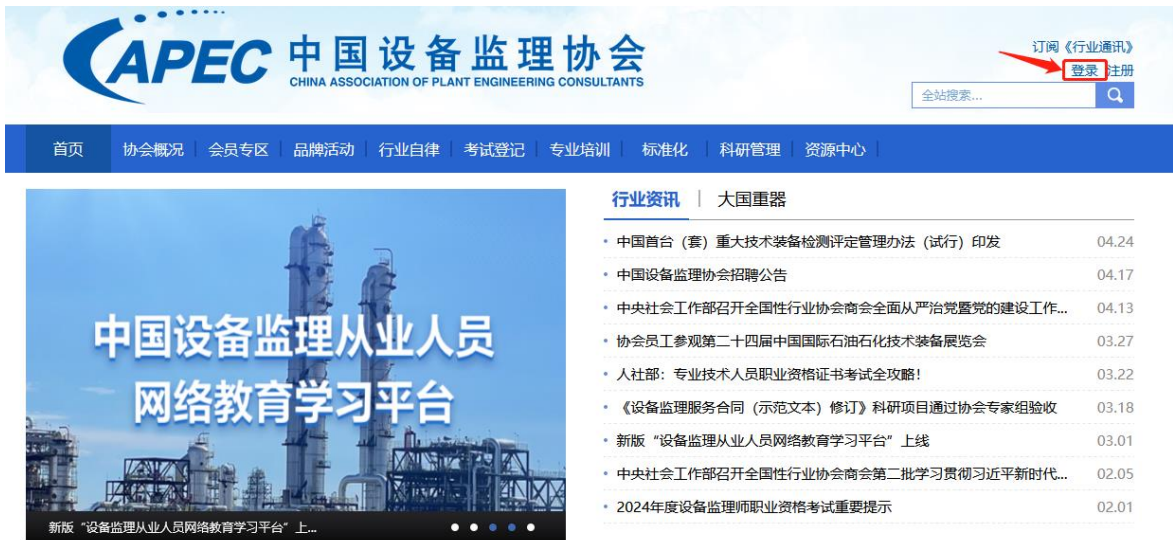 CAPEC 中国设备监理协会
CHINA ASSOCIATION OF PLANT ENGINEERING CONSULTANTS
订阅《行业通讯》
登录 注册
全站搜索...
首页 协会概况 会员专区 品牌活动 行业自律 考试登记 专业培训 标准化 科研管理 资源中心
中国设备监理从业人员
网络教育学习平台
新版“设备监理从业人员网络教育学习平台”上...
行业资讯 | 大国重器
中国首台（套）重大技术装备检测评定管理办法（试行）印发 04.24
中国设备监理协会招聘公告 04.17
中央社会工作部召开全国性行业协会商会全面从严治党暨党的建设工作... 04.13
协会员工参观第二十四届中国国际石油石化技术装备展览会 03.27
人社部：专业技术人员职业资格证书考试全攻略！ 03.22
《设备监理服务合同（示范文本）修订》科研项目通过协会专家组验收 03.18
新版“设备监理从业人员网络教育学习平台”上线 03.01
中央社会工作部召开全国性行业协会商会第二批学习贯彻习近平新时代... 02.05
2024年度设备监理师职业资格考试重要提示 02.01